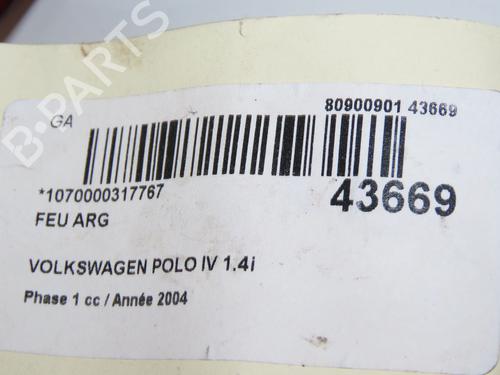 GA
80900901 43669
*1070000317767
43669
FEU ARG
VOLKSWAGEN POLO IV 1.4i
Phase 1 cc / Année 2004
B-PARTS